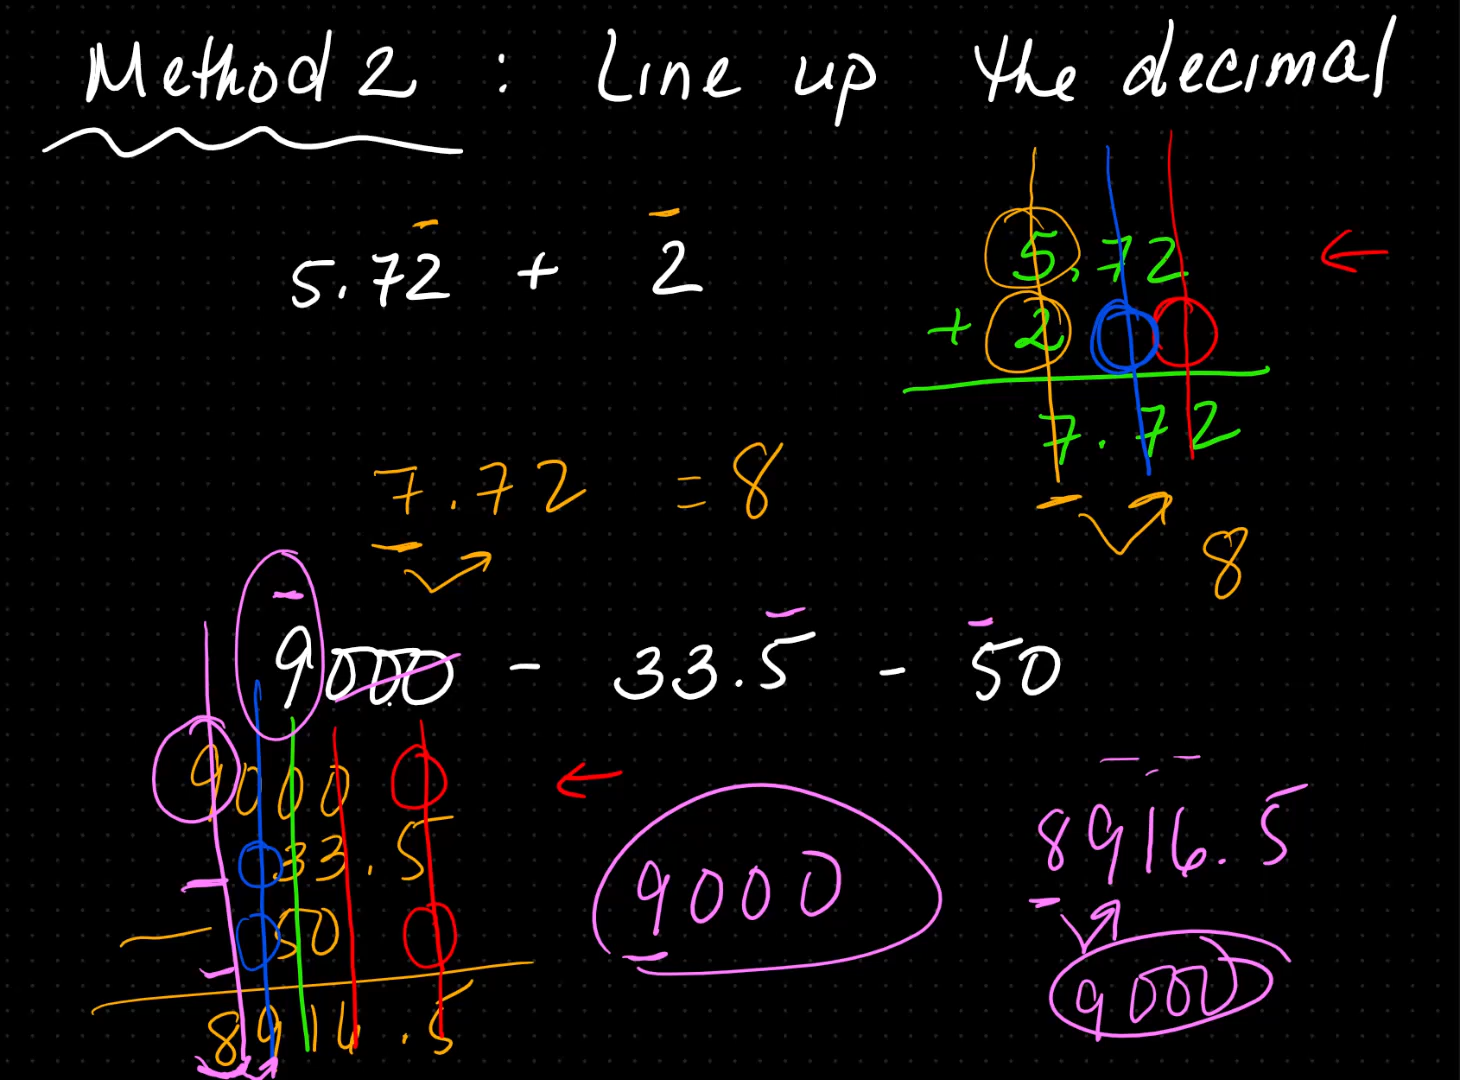 Method 2 : Line up the decimal
5.72 + 2
5.72
+ 2
7.72
7.72 = 8
8
9000 - 33.5 - 50
9000
33.5
- 50
8916.5
9000
8916.5
9000